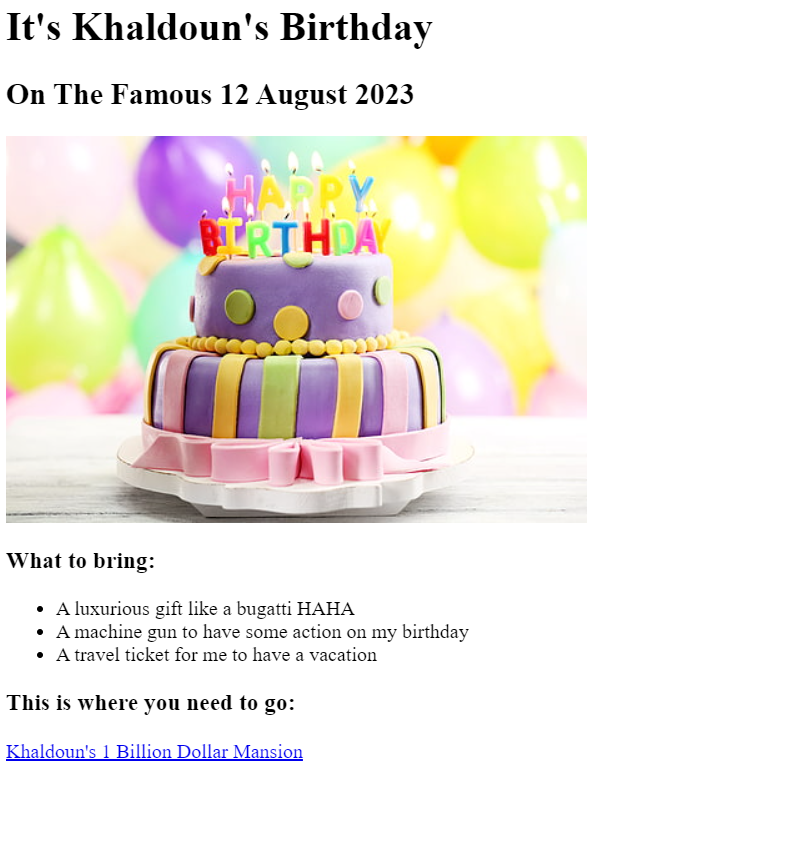 It's Khaldoun's Birthday
On The Famous 12 August 2023
HAPPY
BIRTHDAY
What to bring:
A luxurious gift like a bugatti HAHA
A machine gun to have some action on my birthday
A travel ticket for me to have a vacation
This is where you need to go:
Khaldoun's 1 Billion Dollar Mansion